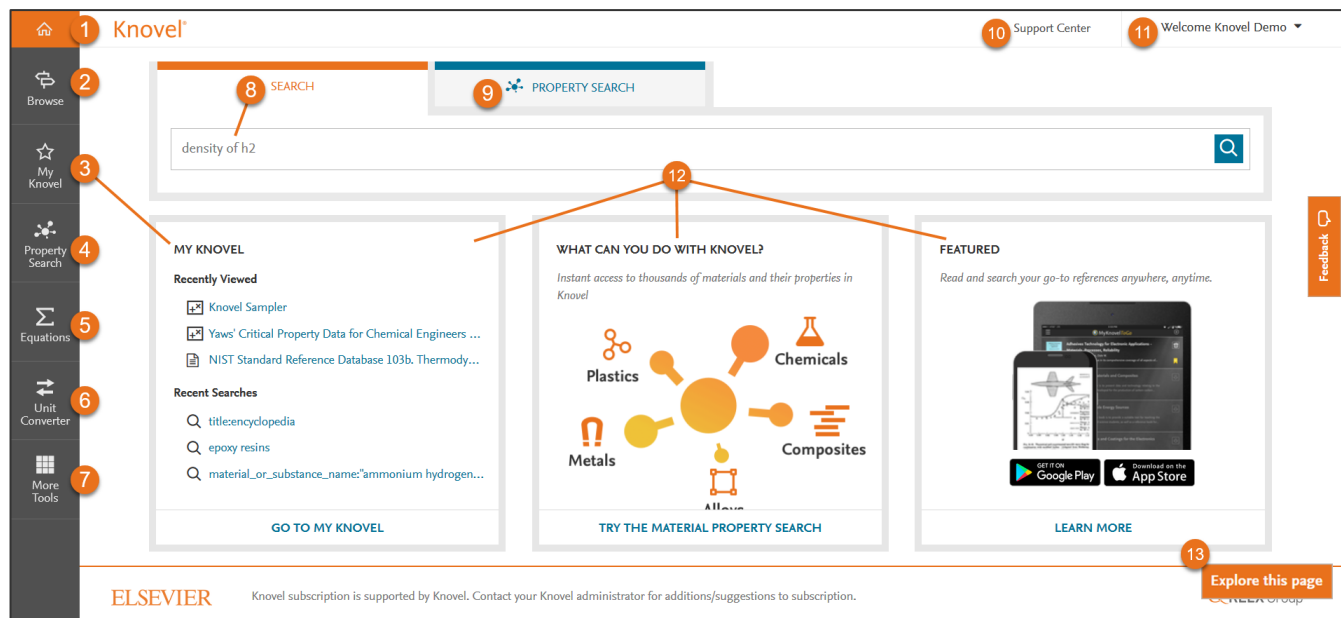 1
Knovel®
10
Support Center
11
Welcome Knovel Demo
2
Browse
3
My
Knovel
4
Property
Search
5
Equations
6
Unit
Converter
7
More
Tools
8
SEARCH
9
PROPERTY SEARCH
density of h2
12
Feedback
MY KNOVEL
Recently Viewed
Knovel Sampler
Yaws' Critical Property Data for Chemical Engineers ...
NIST Standard Reference Database 103b. Thermody...
Recent Searches
title:encyclopedia
epoxy resins
material_or_substance_name:"ammonium hydrogen...
GO TO MY KNOVEL
WHAT CAN YOU DO WITH KNOVEL?
Instant access to thousands of materials and their properties in
Knovel
Plastics
Chemicals
Metals
Composites
Alloys
TRY THE MATERIAL PROPERTY SEARCH
FEATURED
Read and search your go-to references anywhere, anytime.
GET IT ON
Google Play
Download on the
App Store
LEARN MORE
13
Explore this page
ELSEVIER
Knovel subscription is supported by Knovel. Contact your Knovel administrator for additions/suggestions to subscription.
RELX Group